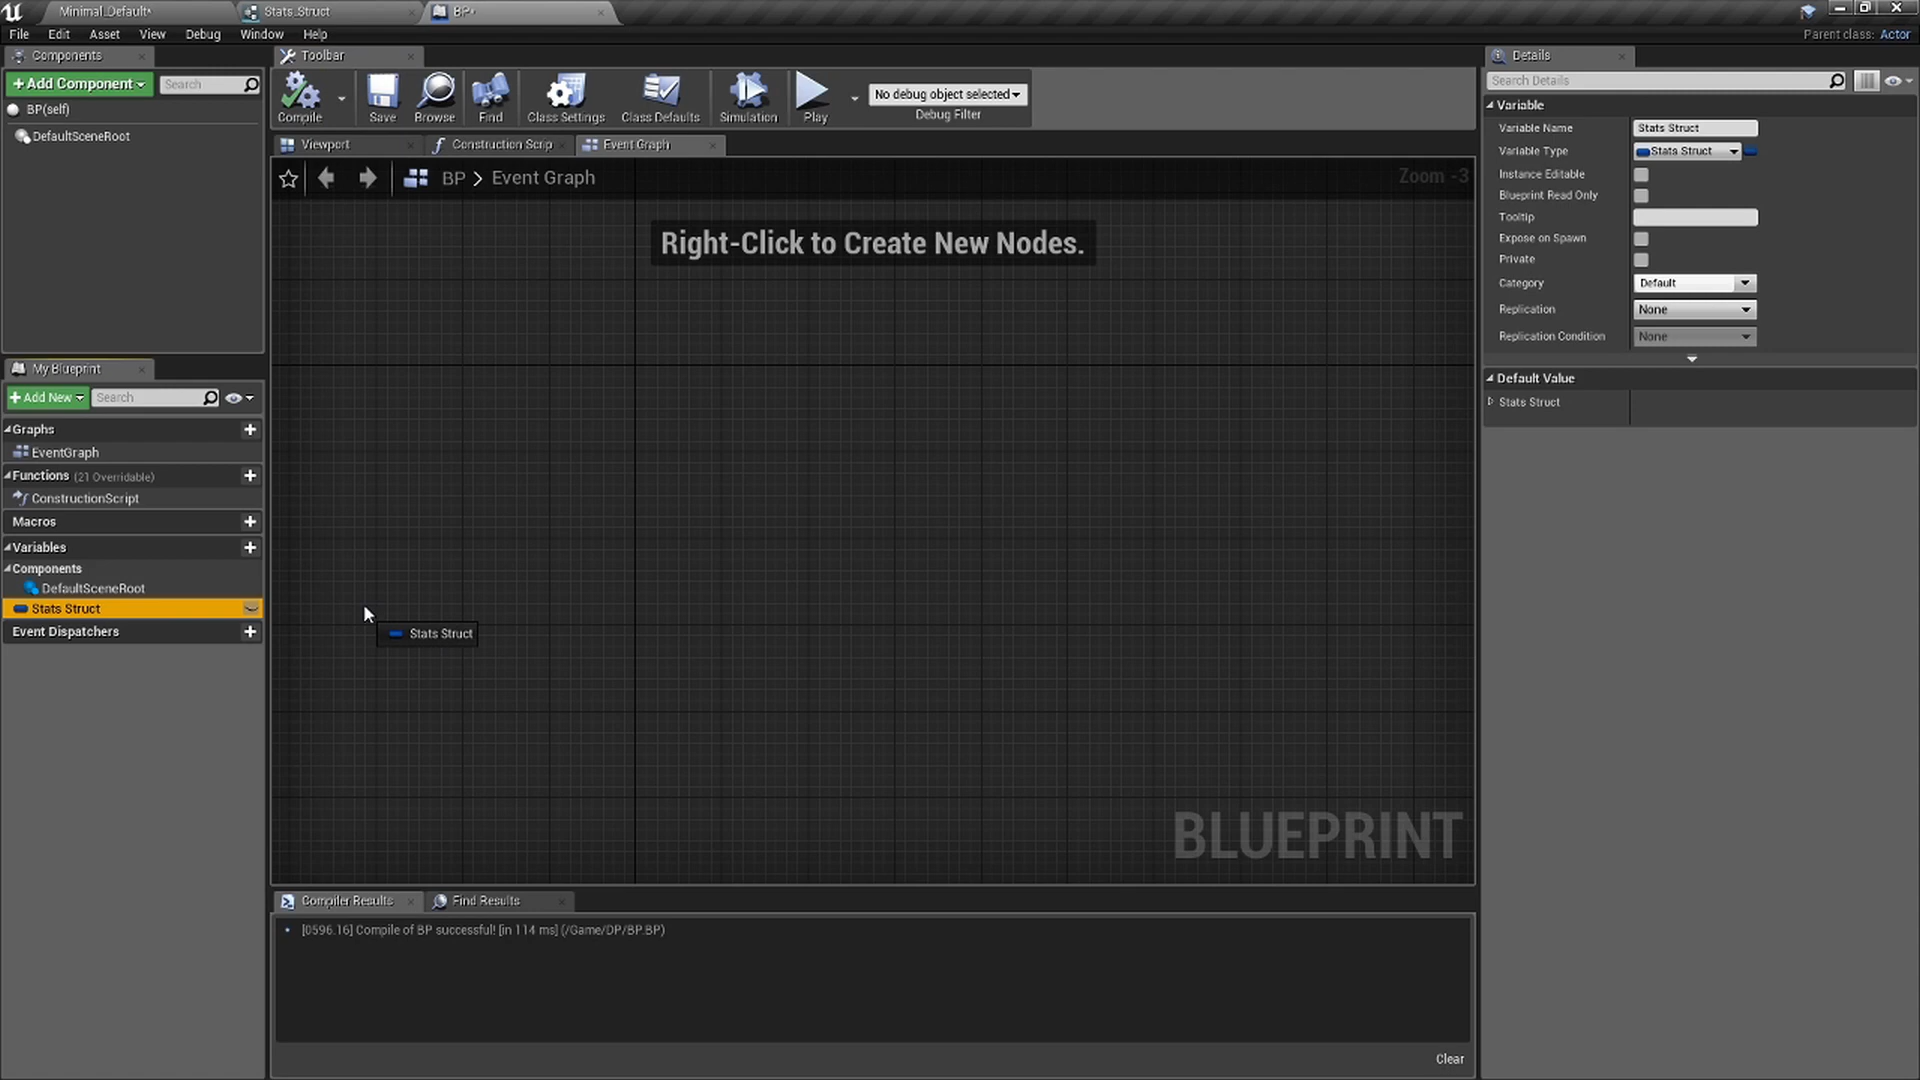 Minimal_Default•
Stats_Struct
BP•
File Edit Asset View Debug Window Help
Parent class: Actor
Components
+Add Component
Search
BP(self)
DefaultSceneRoot
Toolbar
Compile
Save
Browse
Find
Class Settings
Class Defaults
Simulation
Play
No debug object selected
Debug Filter
Viewport
Construction Scrip
Event Graph
BP > Event Graph
Zoom -3
Right-Click to Create New Nodes.
Stats Struct
BLUEPRINT
My Blueprint
+Add New
Search
Graphs
EventGraph
Functions (21 Overridable)
ConstructionScript
Macros
Variables
Components
DefaultSceneRoot
Stats Struct
Event Dispatchers
Compiler Results
Find Results
[0596.16] Compile of BP successful! [in 114 ms] (/Game/DP/BP.BP)
Clear
Details
Search Details
Variable
Variable Name Stats Struct
Variable Type Stats Struct
Instance Editable
Blueprint Read Only
Tooltip
Expose on Spawn
Private
Category Default
Replication None
Replication Condition None
Default Value
Stats Struct